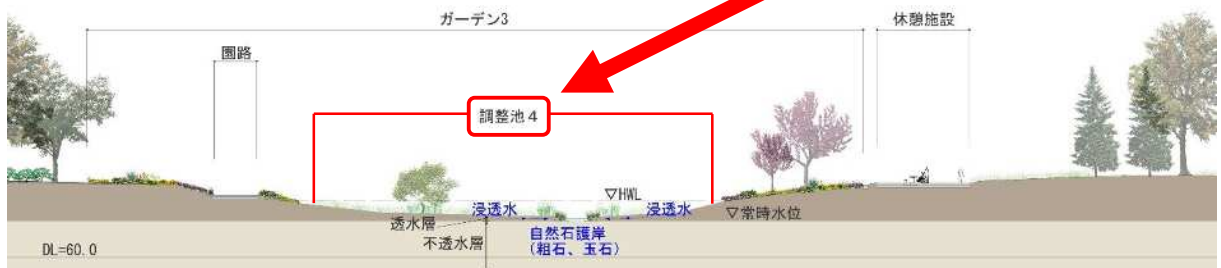 ガーデン3
休憩施設
園路
調整池4
▽HWL
浸透水
浸透水
▽常時水位
透水層
不透水層
自然石護岸
(粗石、玉石)
DL=60.0